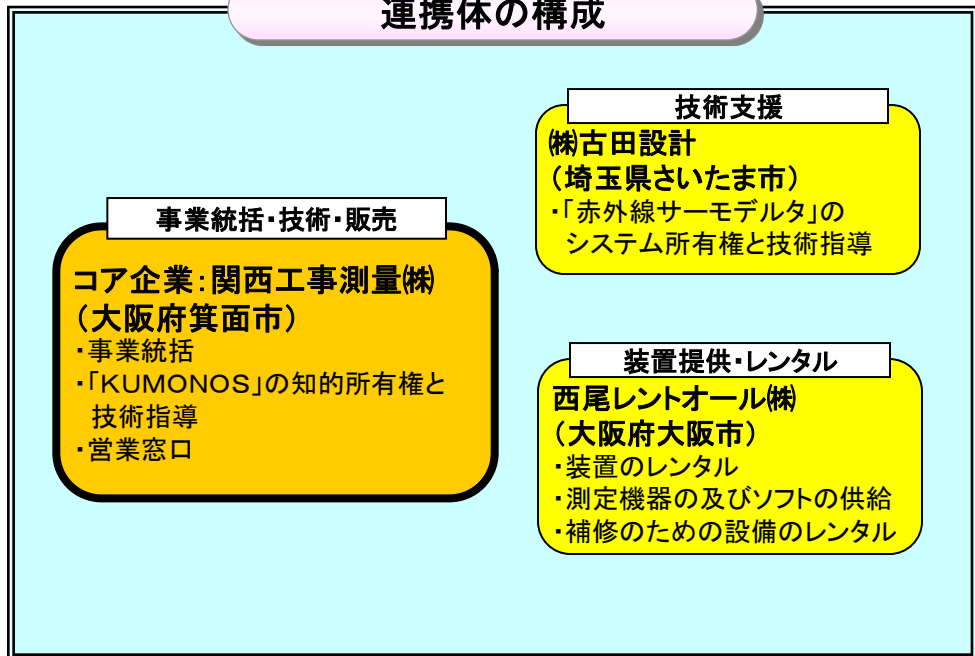 連携体の構成
事業統括・技術・販売
コア企業：関西工事測量㈱
（大阪府箕面市）
・事業統括
・「KUMONOS」の知的所有権と
技術指導
・営業窓口
技術支援
㈱古田設計
（埼玉県さいたま市）
・「赤外線サーモデルタ」の
システム所有権と技術指導
装置提供・レンタル
西尾レントオール㈱
（大阪府大阪市）
・装置のレンタル
・測定機器の及びソフトの供給
・補修のための設備のレンタル